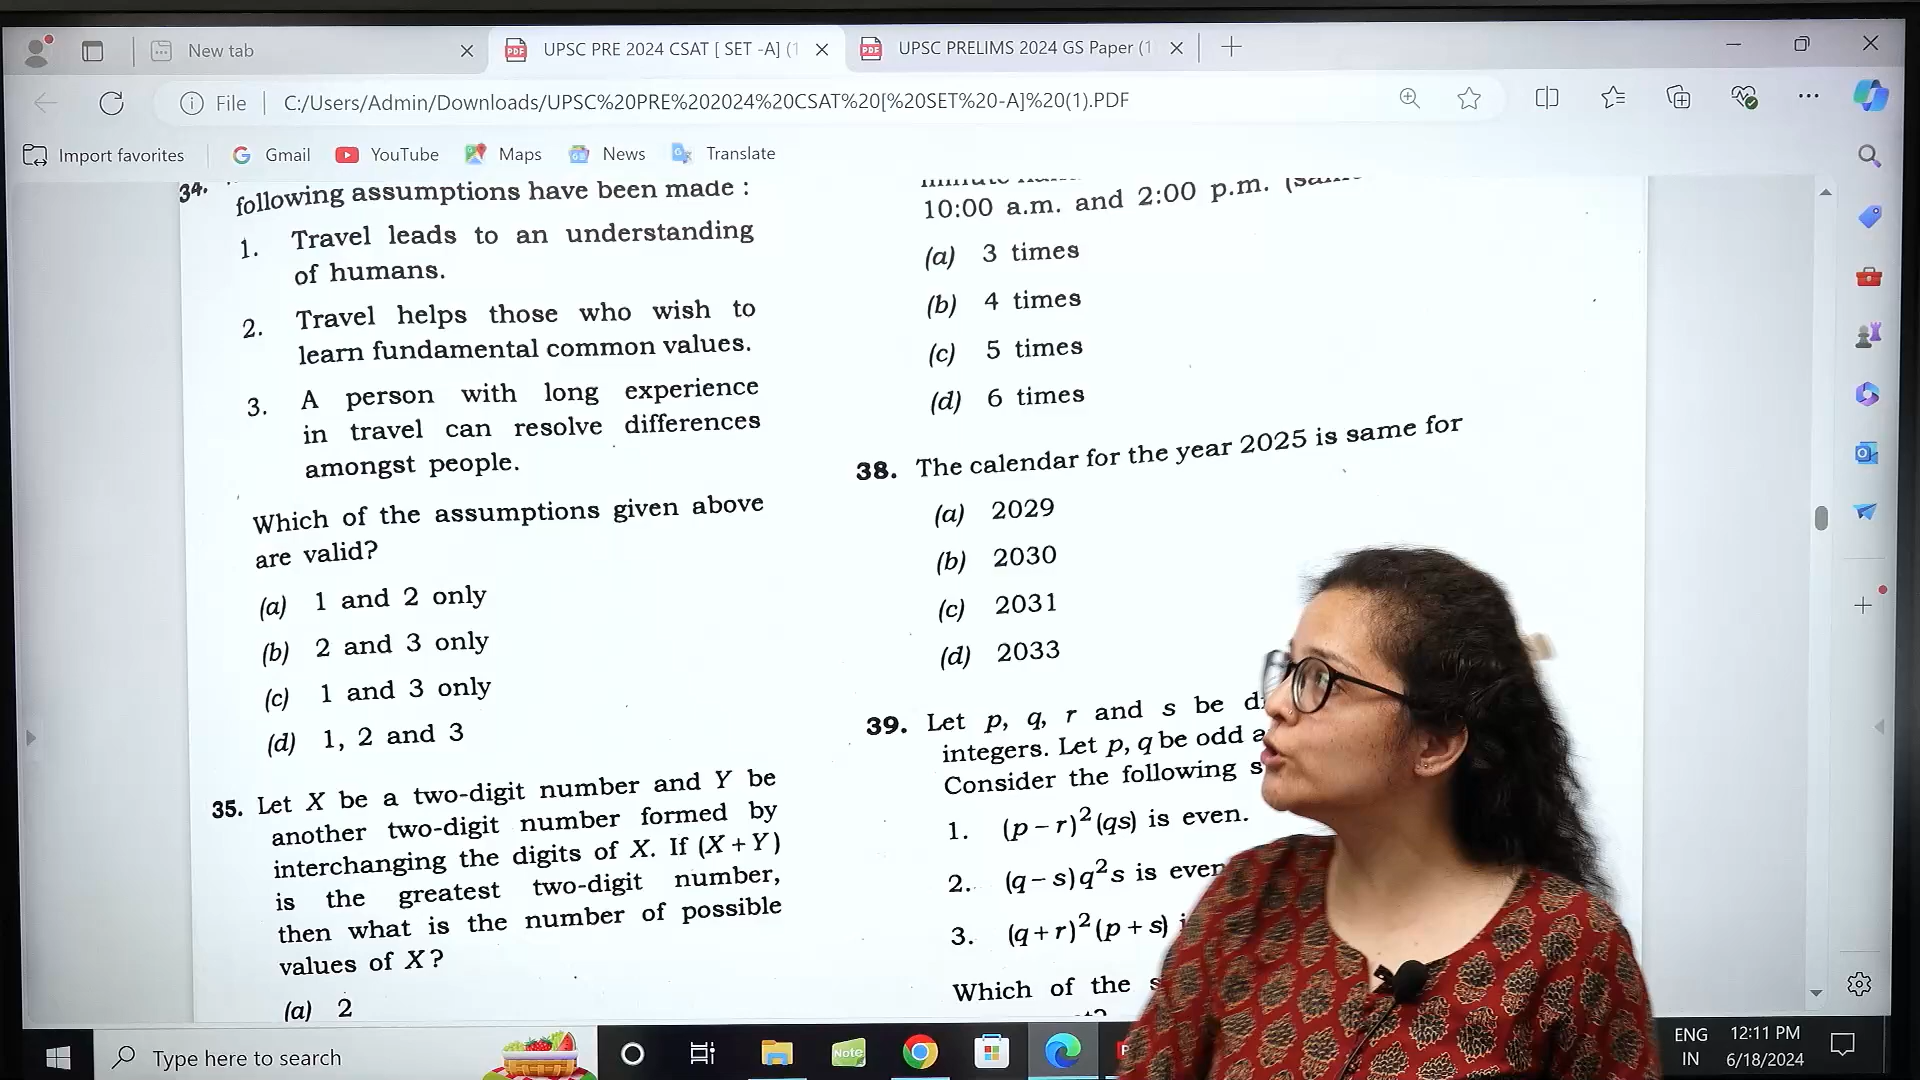 New tab
UPSC PRE 2024 CSAT [ SET -A] (1
UPSC PRELIMS 2024 GS Paper (1
File
C:/Users/Admin/Downloads/UPSC%20PRE%202024%20CSAT%20[%20SET%20-A]%20(1).PDF
Import favorites
Gmail
YouTube
Maps
News
Translate
34.
following assumptions have been made :
1. Travel leads to an understanding
of humans.
2. Travel helps those who wish to
learn fundamental common values.
3. A person with long experience
in travel can resolve differences
amongst people.
Which of the assumptions given above
are valid?
(a) 1 and 2 only
(b) 2 and 3 only
(c) 1 and 3 only
(d) 1, 2 and 3
35. Let X be a two-digit number and Y be
another two-digit number formed by
interchanging the digits of X. If (X + Y)
is the greatest two-digit number,
then what is the number of possible
values of X?
(a) 2
10:00 a.m. and 2:00 p.m.
(a) 3 times
(b) 4 times
(c) 5 times
(d) 6 times
38. The calendar for the year 2025 is same for
(a) 2029
(b) 2030
(c) 2031
(d) 2033
39. Let p, q, r and s be
integers. Let p, q be odd
Consider the following
1. (p – r)²(qs) is even.
2. (q – s)q²s is even
3. (q + r)²(p + s)
Which of the
Type here to search
Note
ENG
IN
12:11 PM
6/18/2024